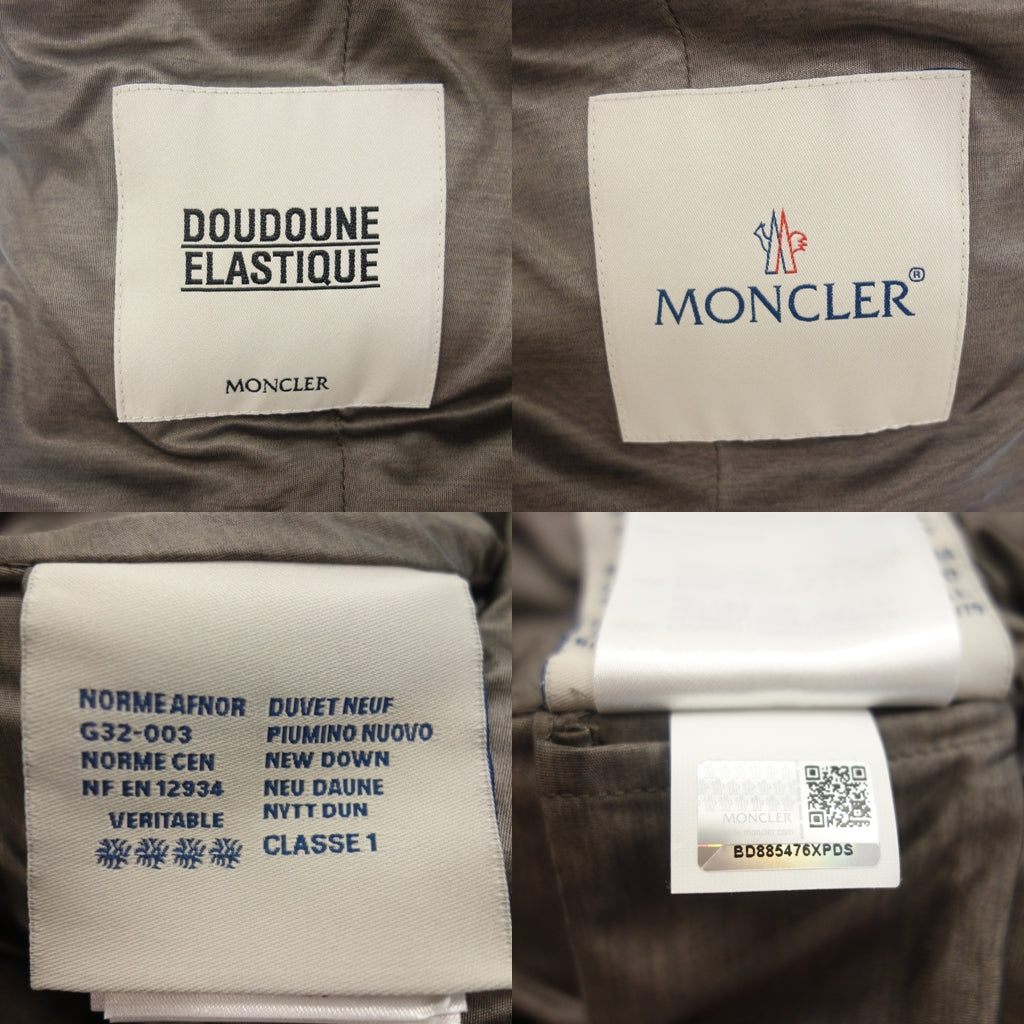 DOUDOUNE
ELASTIQUE
MONCLER
MONCLER®
NORME AFNOR
G32-003
NORME CEN
NF EN 12934
VERITABLE
DUVET NEUF
PIUMINO NUOVO
NEW DOWN
NEU DAUNE
NYTT DUN
CLASSE 1
MONCLER
BD885476XPDS